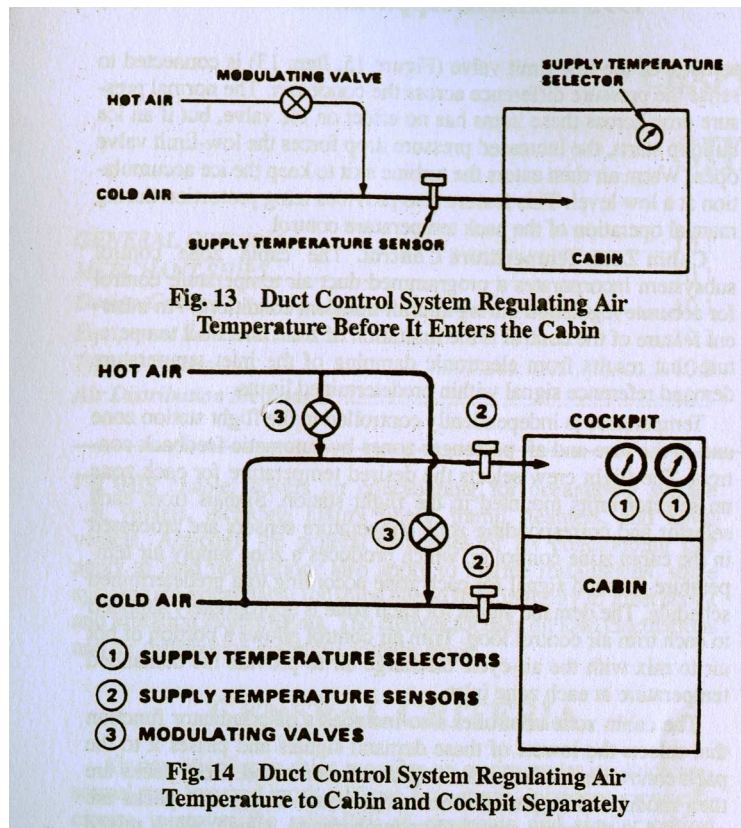 SUPPLY TEMPERATURE
SELECTOR
MODULATING VALVE
HOT AIR
COLD AIR
SUPPLY TEMPERATURE SENSOR
CABIN
Fig. 13 Duct Control System Regulating Air
Temperature Before It Enters the Cabin
HOT AIR
3
2
COCKPIT
1 1
3
2
CABIN
COLD AIR
1 SUPPLY TEMPERATURE SELECTORS
2 SUPPLY TEMPERATURE SENSORS
3 MODULATING VALVES
Fig. 14 Duct Control System Regulating Air
Temperature to Cabin and Cockpit Separately